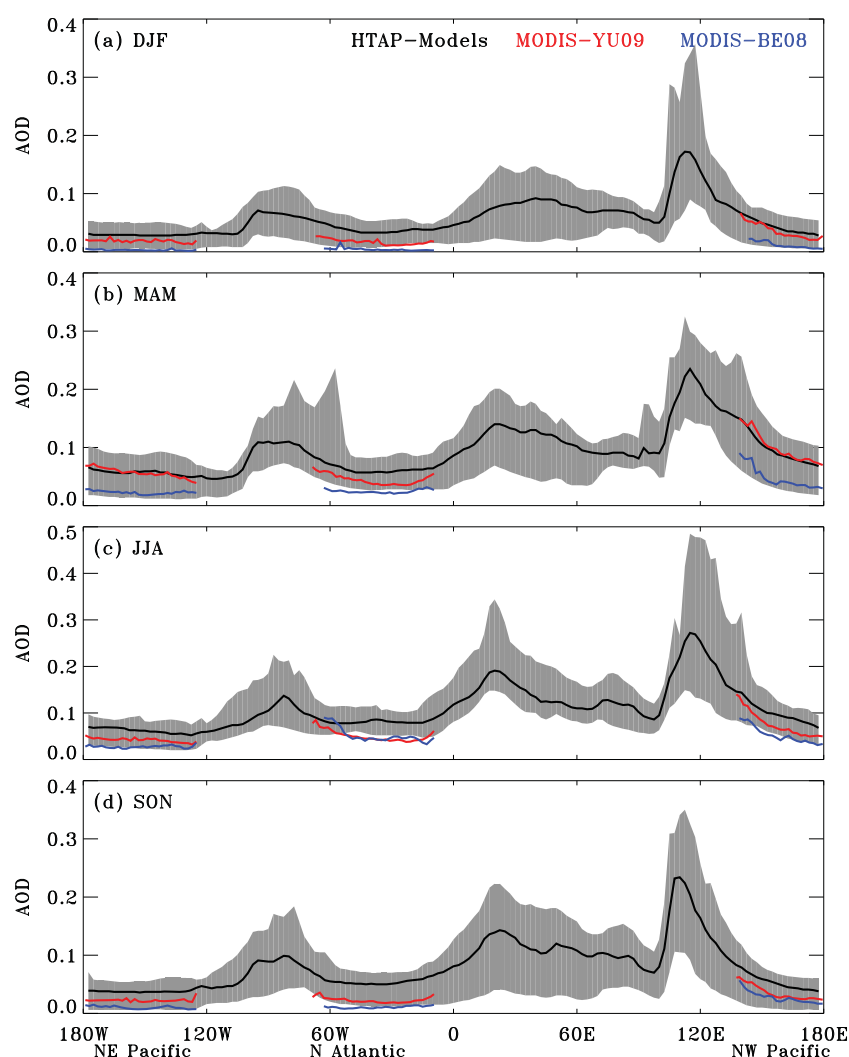 0.4
(a) DJF HTAP-Models MODIS-YU09 MODIS-BE08
0.3
AOD
0.2
0.1
0.0
0.4
(b) MAM
0.3
AOD
0.2
0.1
0.0
0.5
(c) JJA
0.4
0.3
AOD
0.2
0.1
0.0
0.4
(d) SON
0.3
AOD
0.2
0.1
0.0
180W 120W 60W 0 60E 120E 180E
NE Pacific N Atlantic NW Pacific